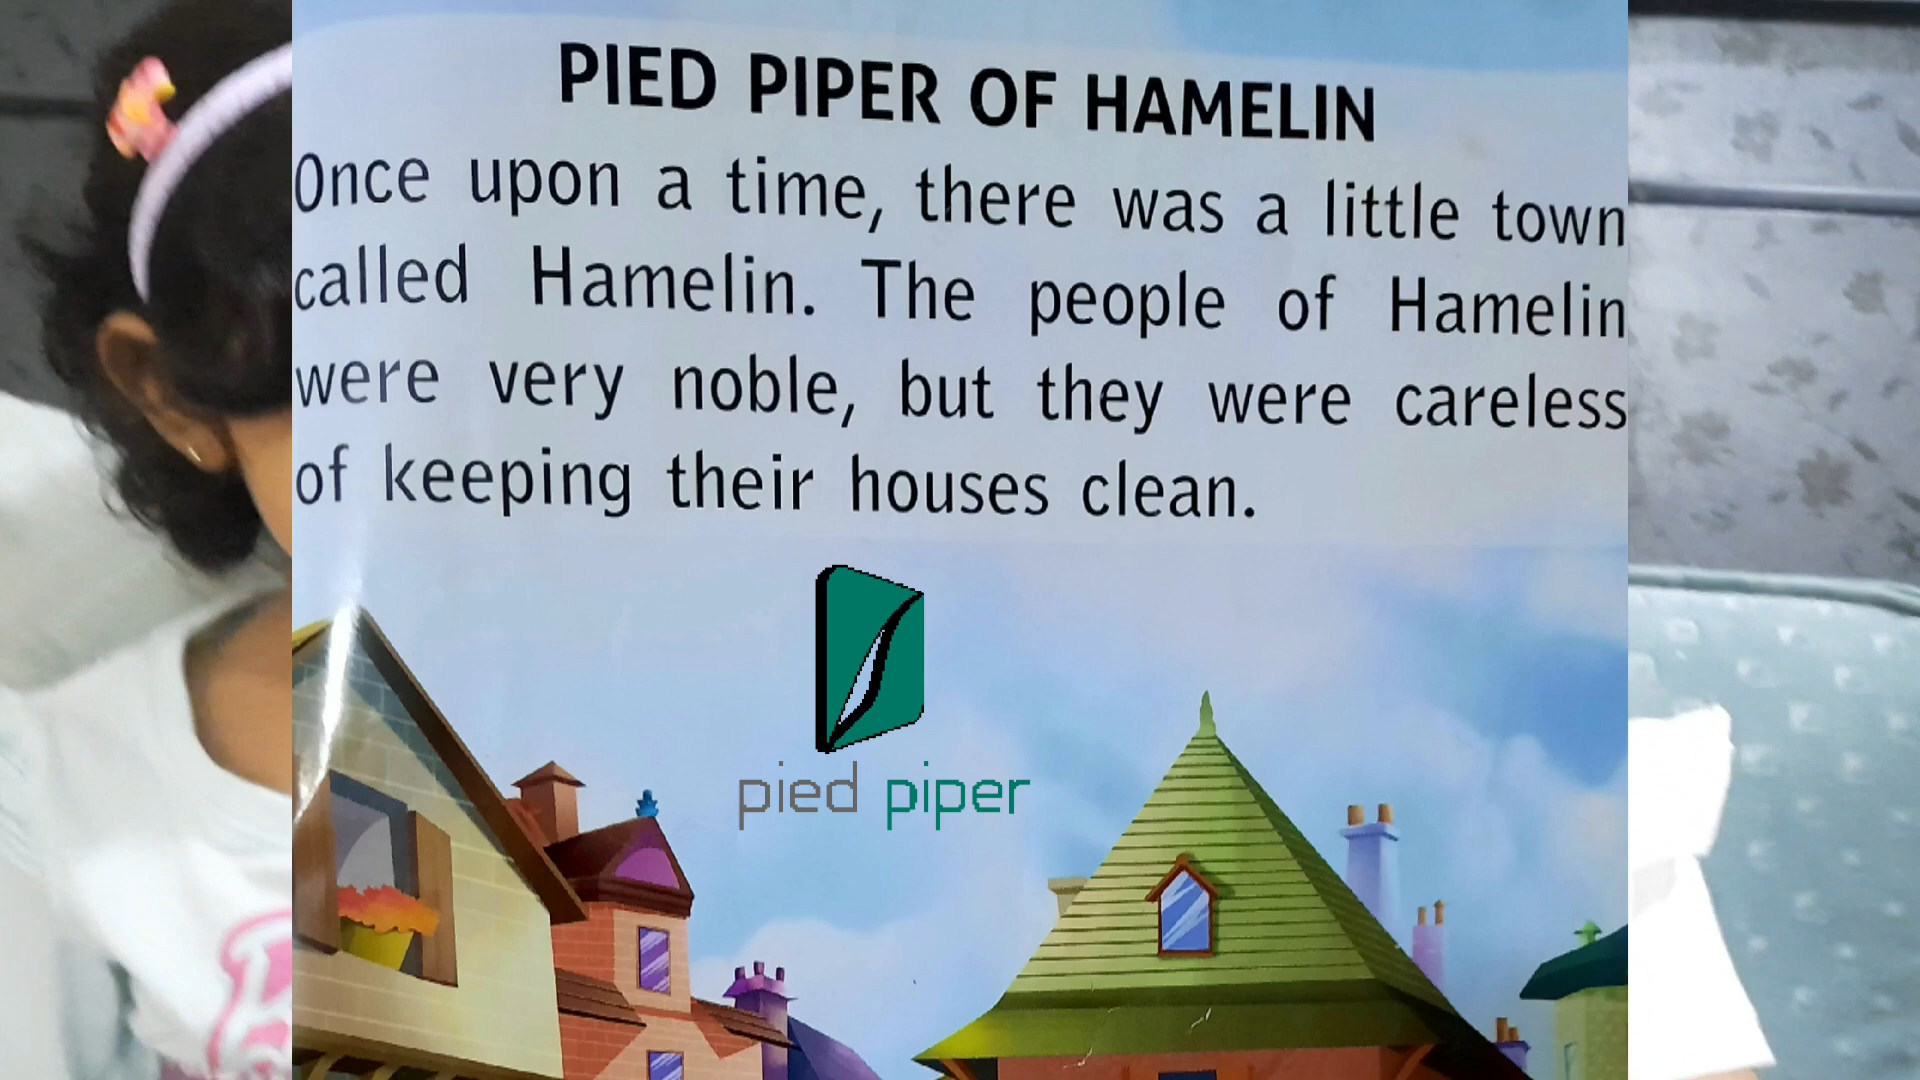 PIED PIPER OF HAMELIN
Once upon a time, there was a little town
called Hamelin. The people of Hamelin
were very noble, but they were careless
of keeping their houses clean.
pied piper